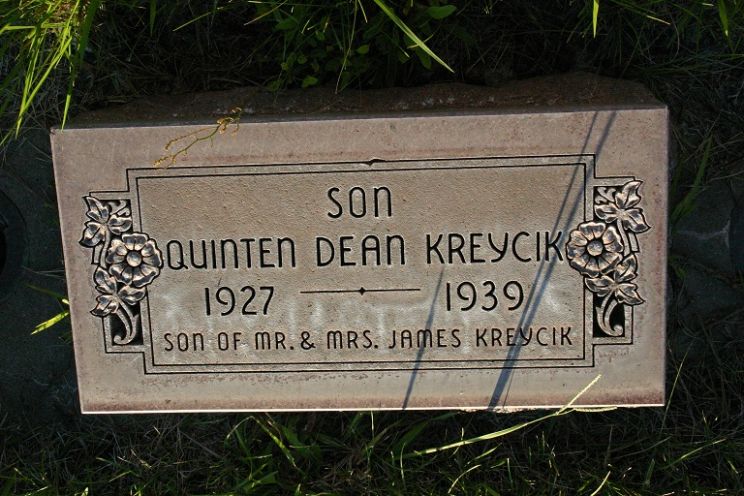 SON
QUINTEN DEAN KREYCIK
1927 — 1939
SON OF MR. & MRS. JAMES KREYCIK